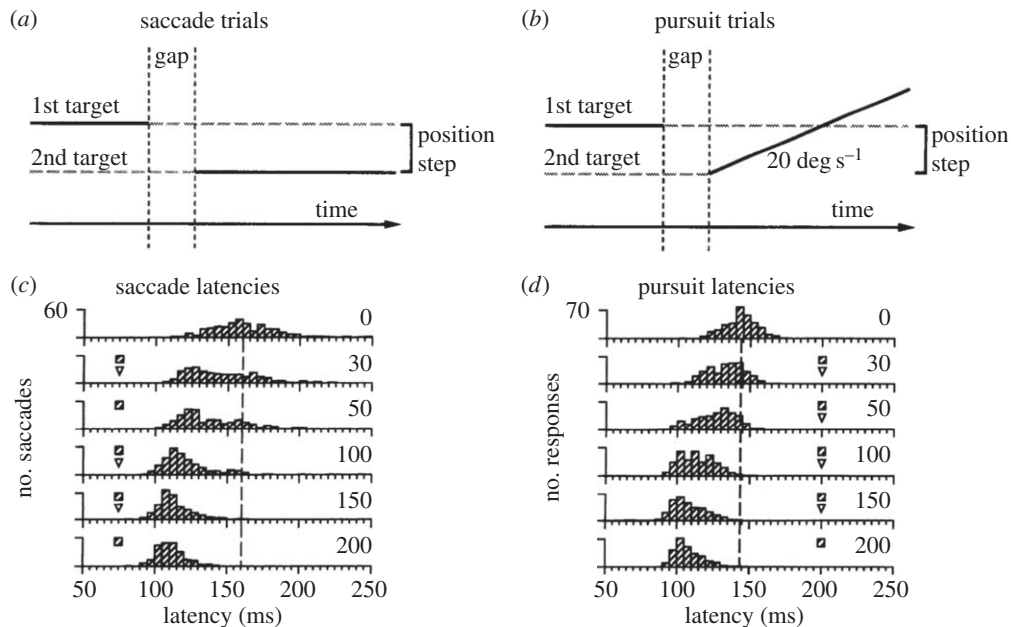 (a) saccade trials
gap
1st target
position
step
2nd target
time
(b) pursuit trials
gap
1st target
position
step
2nd target
20 deg s–1
time
(c) saccade latencies
60
0
30
50
100
150
200
no. saccades
50 100 150 200 250
latency (ms)
(d) pursuit latencies
70
0
30
50
100
150
200
no. responses
50 100 150 200 250
latency (ms)